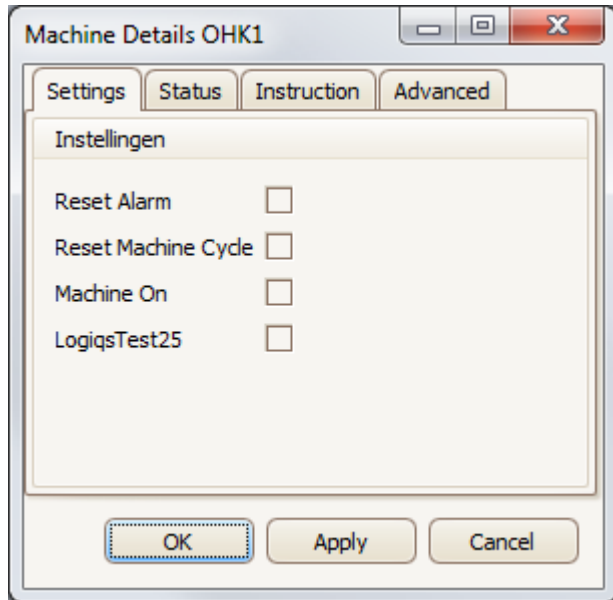 Machine Details OHK1
Settings Status Instruction Advanced
Instellingen
Reset Alarm
Reset Machine Cycle
Machine On
LogiqsTest25
OK Apply Cancel